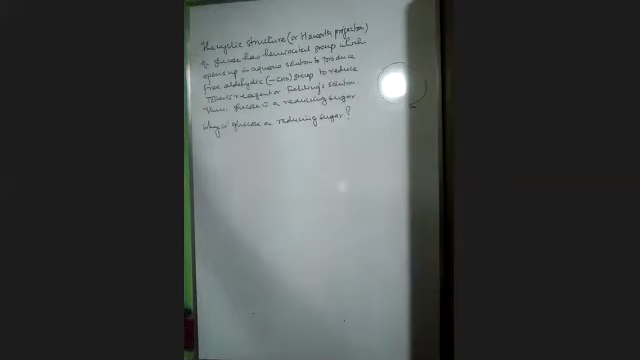 The cyclic structure (or Haworth projection)
of glucose has hemiacetal group which
opens up in aqueous solution to produce
free aldehydic (-CHO) group to reduce
Tollen's reagent or Fehling's solution.
Thus, glucose is a reducing sugar
Why is glucose a reducing sugar?